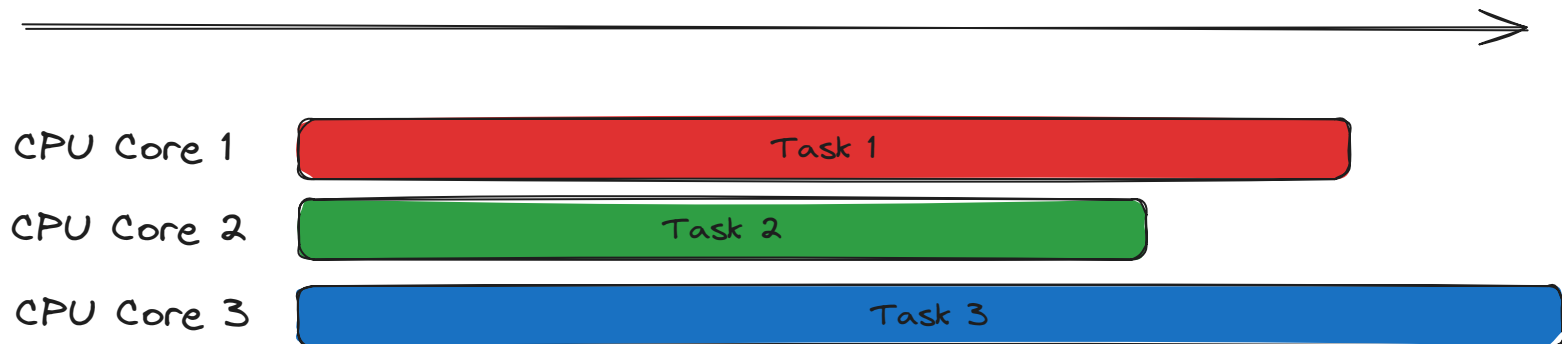 CPU Core 1 Task 1
CPU Core 2 Task 2
CPU Core 3 Task 3